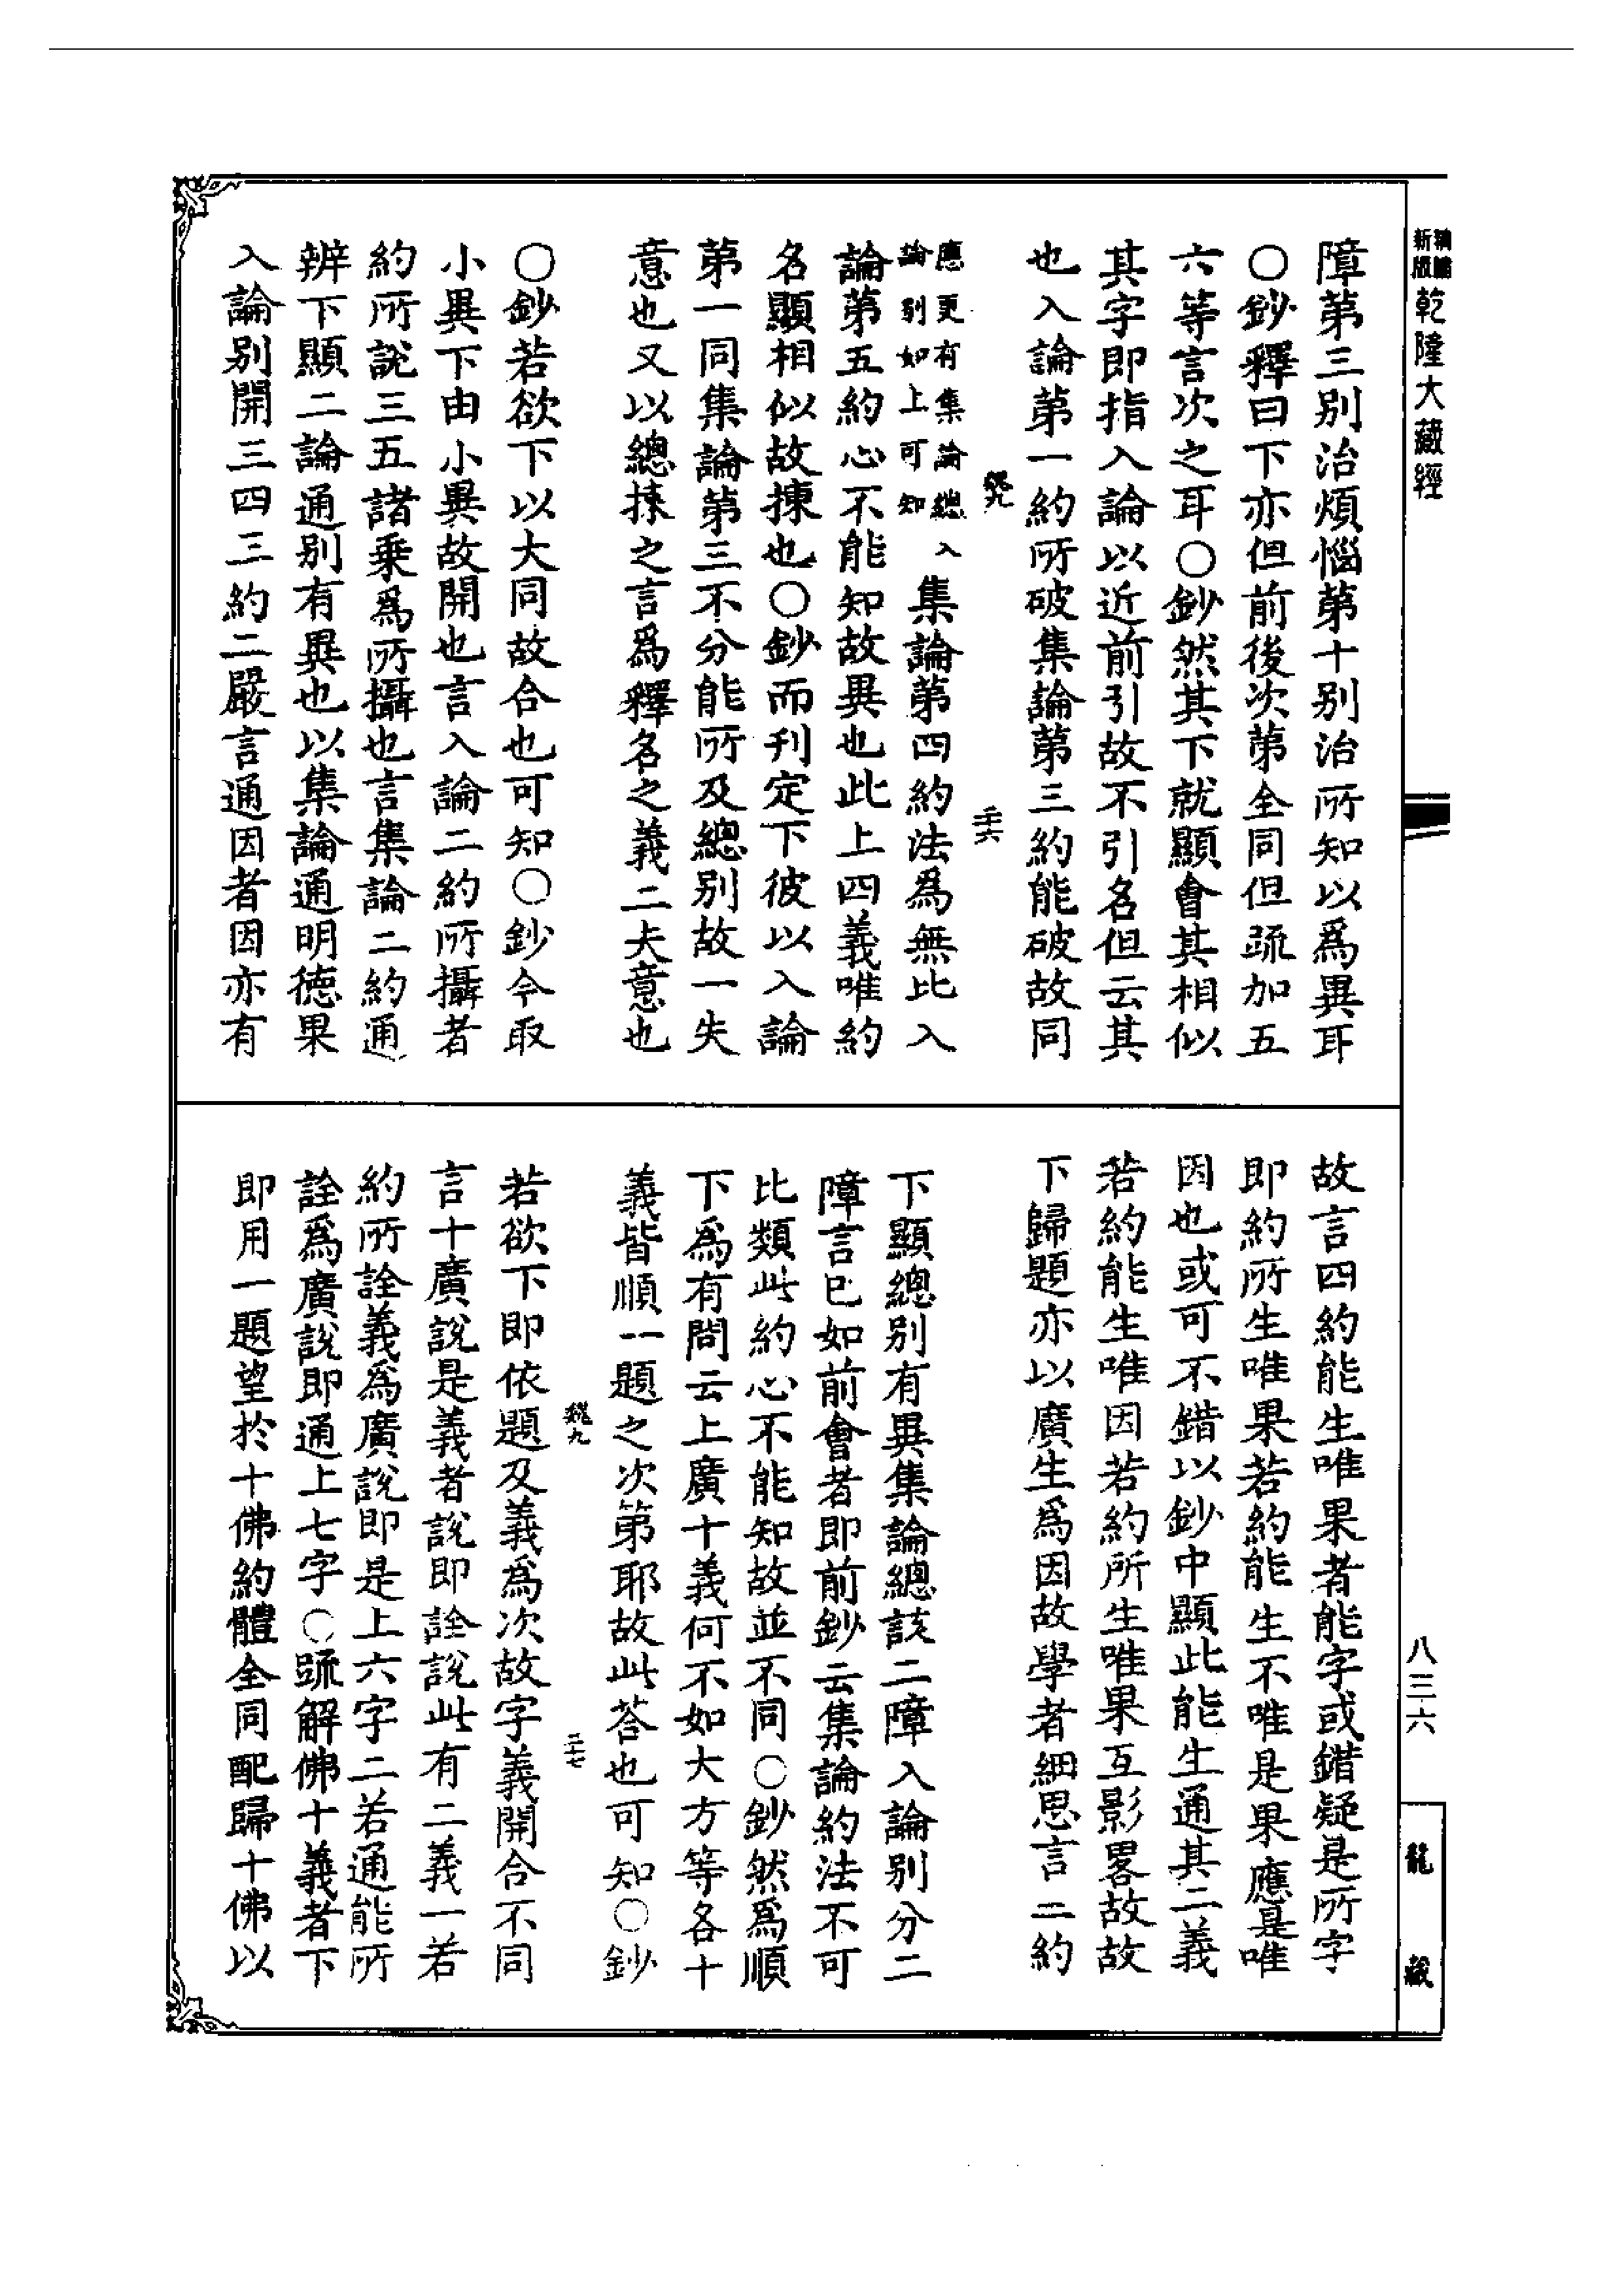 精繕
新版
乾隆大藏經
障第三別治煩惱第十別治所知以爲異耳
〇鈔釋曰下亦但前後次第全同但䟽加五
六等言次之耳〇鈔然其下就顯會其相似
其字即指入論以近前引故不引名但云其
也入論第一約所破集論第三約能破故同
魏九
二六
應更有集論總入
論別如上可知
集論第四約法爲無比入
論第五約心不能知故異也此上四義唯約
名顯相似故揀也〇鈔而刋定下彼以入論
第一同集論第三不分能所及總別故一失
意也又以總揀之言爲釋名之義二夫意也
〇鈔若欲下以大同故合也可知〇鈔今取
小異下由小異故開也言入論二約所攝者
約所說三五諸乘爲所攝也言集論二約通
辨下顯二論通別有異也以集論通明德果
入論別開三四三約二嚴言通因者因亦有
故言四約能生唯果者能字或錯疑是所字
即約所生唯果若約能生不唯是果應是唯
因也或可不錯以鈔中顯此能生通其二義
若約能生唯因若約所生唯果互影畧故故
下歸題亦以廣生爲因故學者細思言二約
下顯總別有異集論總該二障入論別分二
障言已如前會者即前鈔云集論約法不可
比類此約心不能知故並不同〇鈔然爲順
下爲有問云上廣十義何不如大方等各十
義皆順一題之次第耶故此荅也可知〇鈔
魏九
二七
若欲下即依題及義爲次故字義開合不同
言十廣說是義者說即詮說此有二義一若
約所詮義爲廣說即是上六字二若通能所
詮爲廣說即通上七字〇䟽解佛十義者下
即用一題望於十佛約體全同配歸十佛以
八三六
龍藏